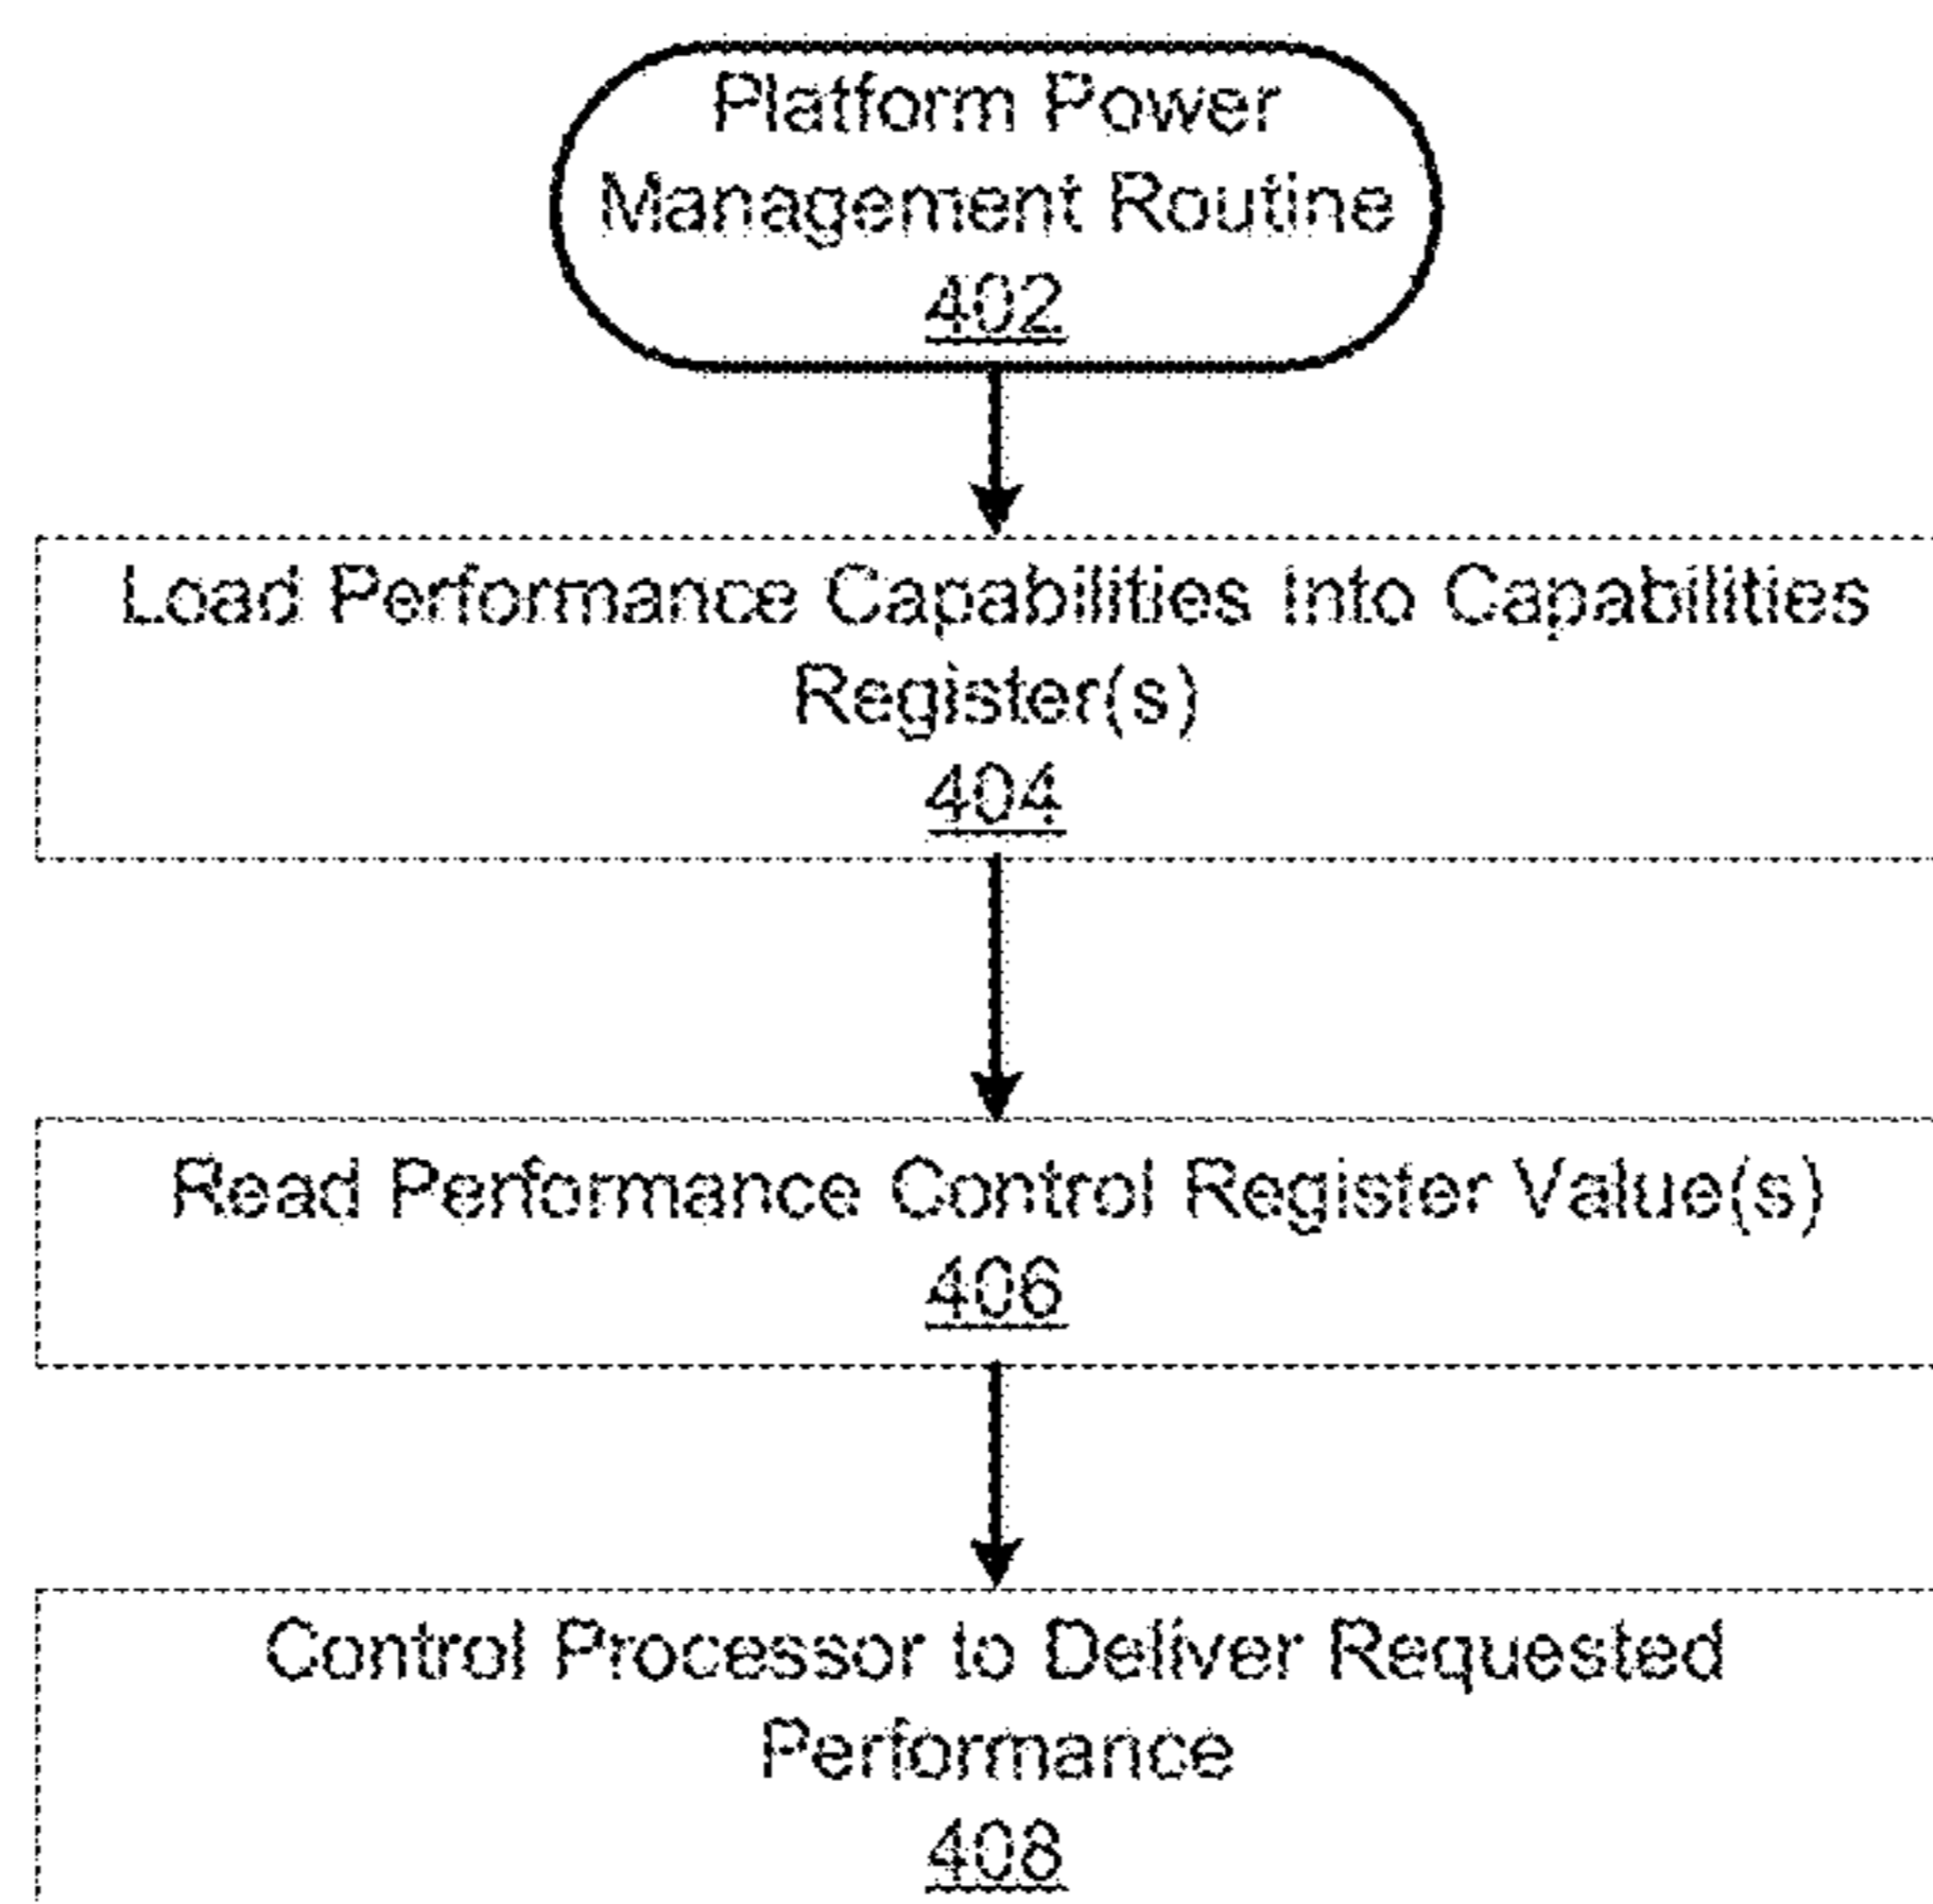 Platform Power
Management Routine
402
Load Performance Capabilities Into Capabilities
Register(s)
404
Read Performance Control Register Value(s)
406
Control Processor to Deliver Requested
Performance
408